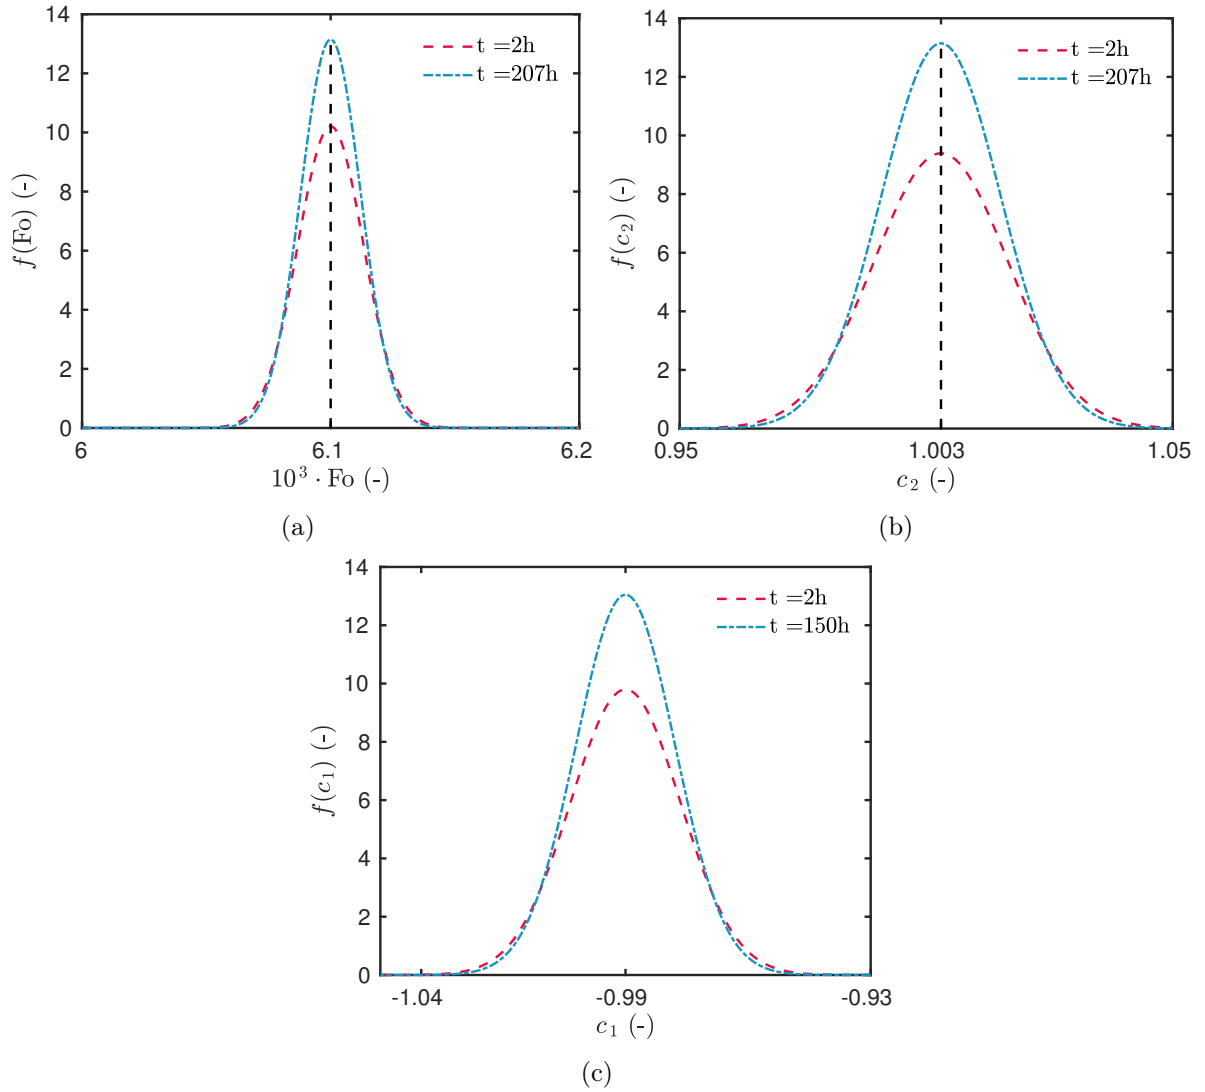 14
12
10
8
6
4
2
0
f(Fo) (-)
t =2h
t =207h
6
6.1
6.2
10³ · Fo (-)
(a)
14
12
10
8
6
4
2
0
f(c₂) (-)
t =2h
t =207h
0.95
1.003
1.05
c₂ (-)
(b)
14
12
10
8
6
4
2
0
f(c₁) (-)
t =2h
t =150h
-1.04
-0.99
-0.93
c₁ (-)
(c)